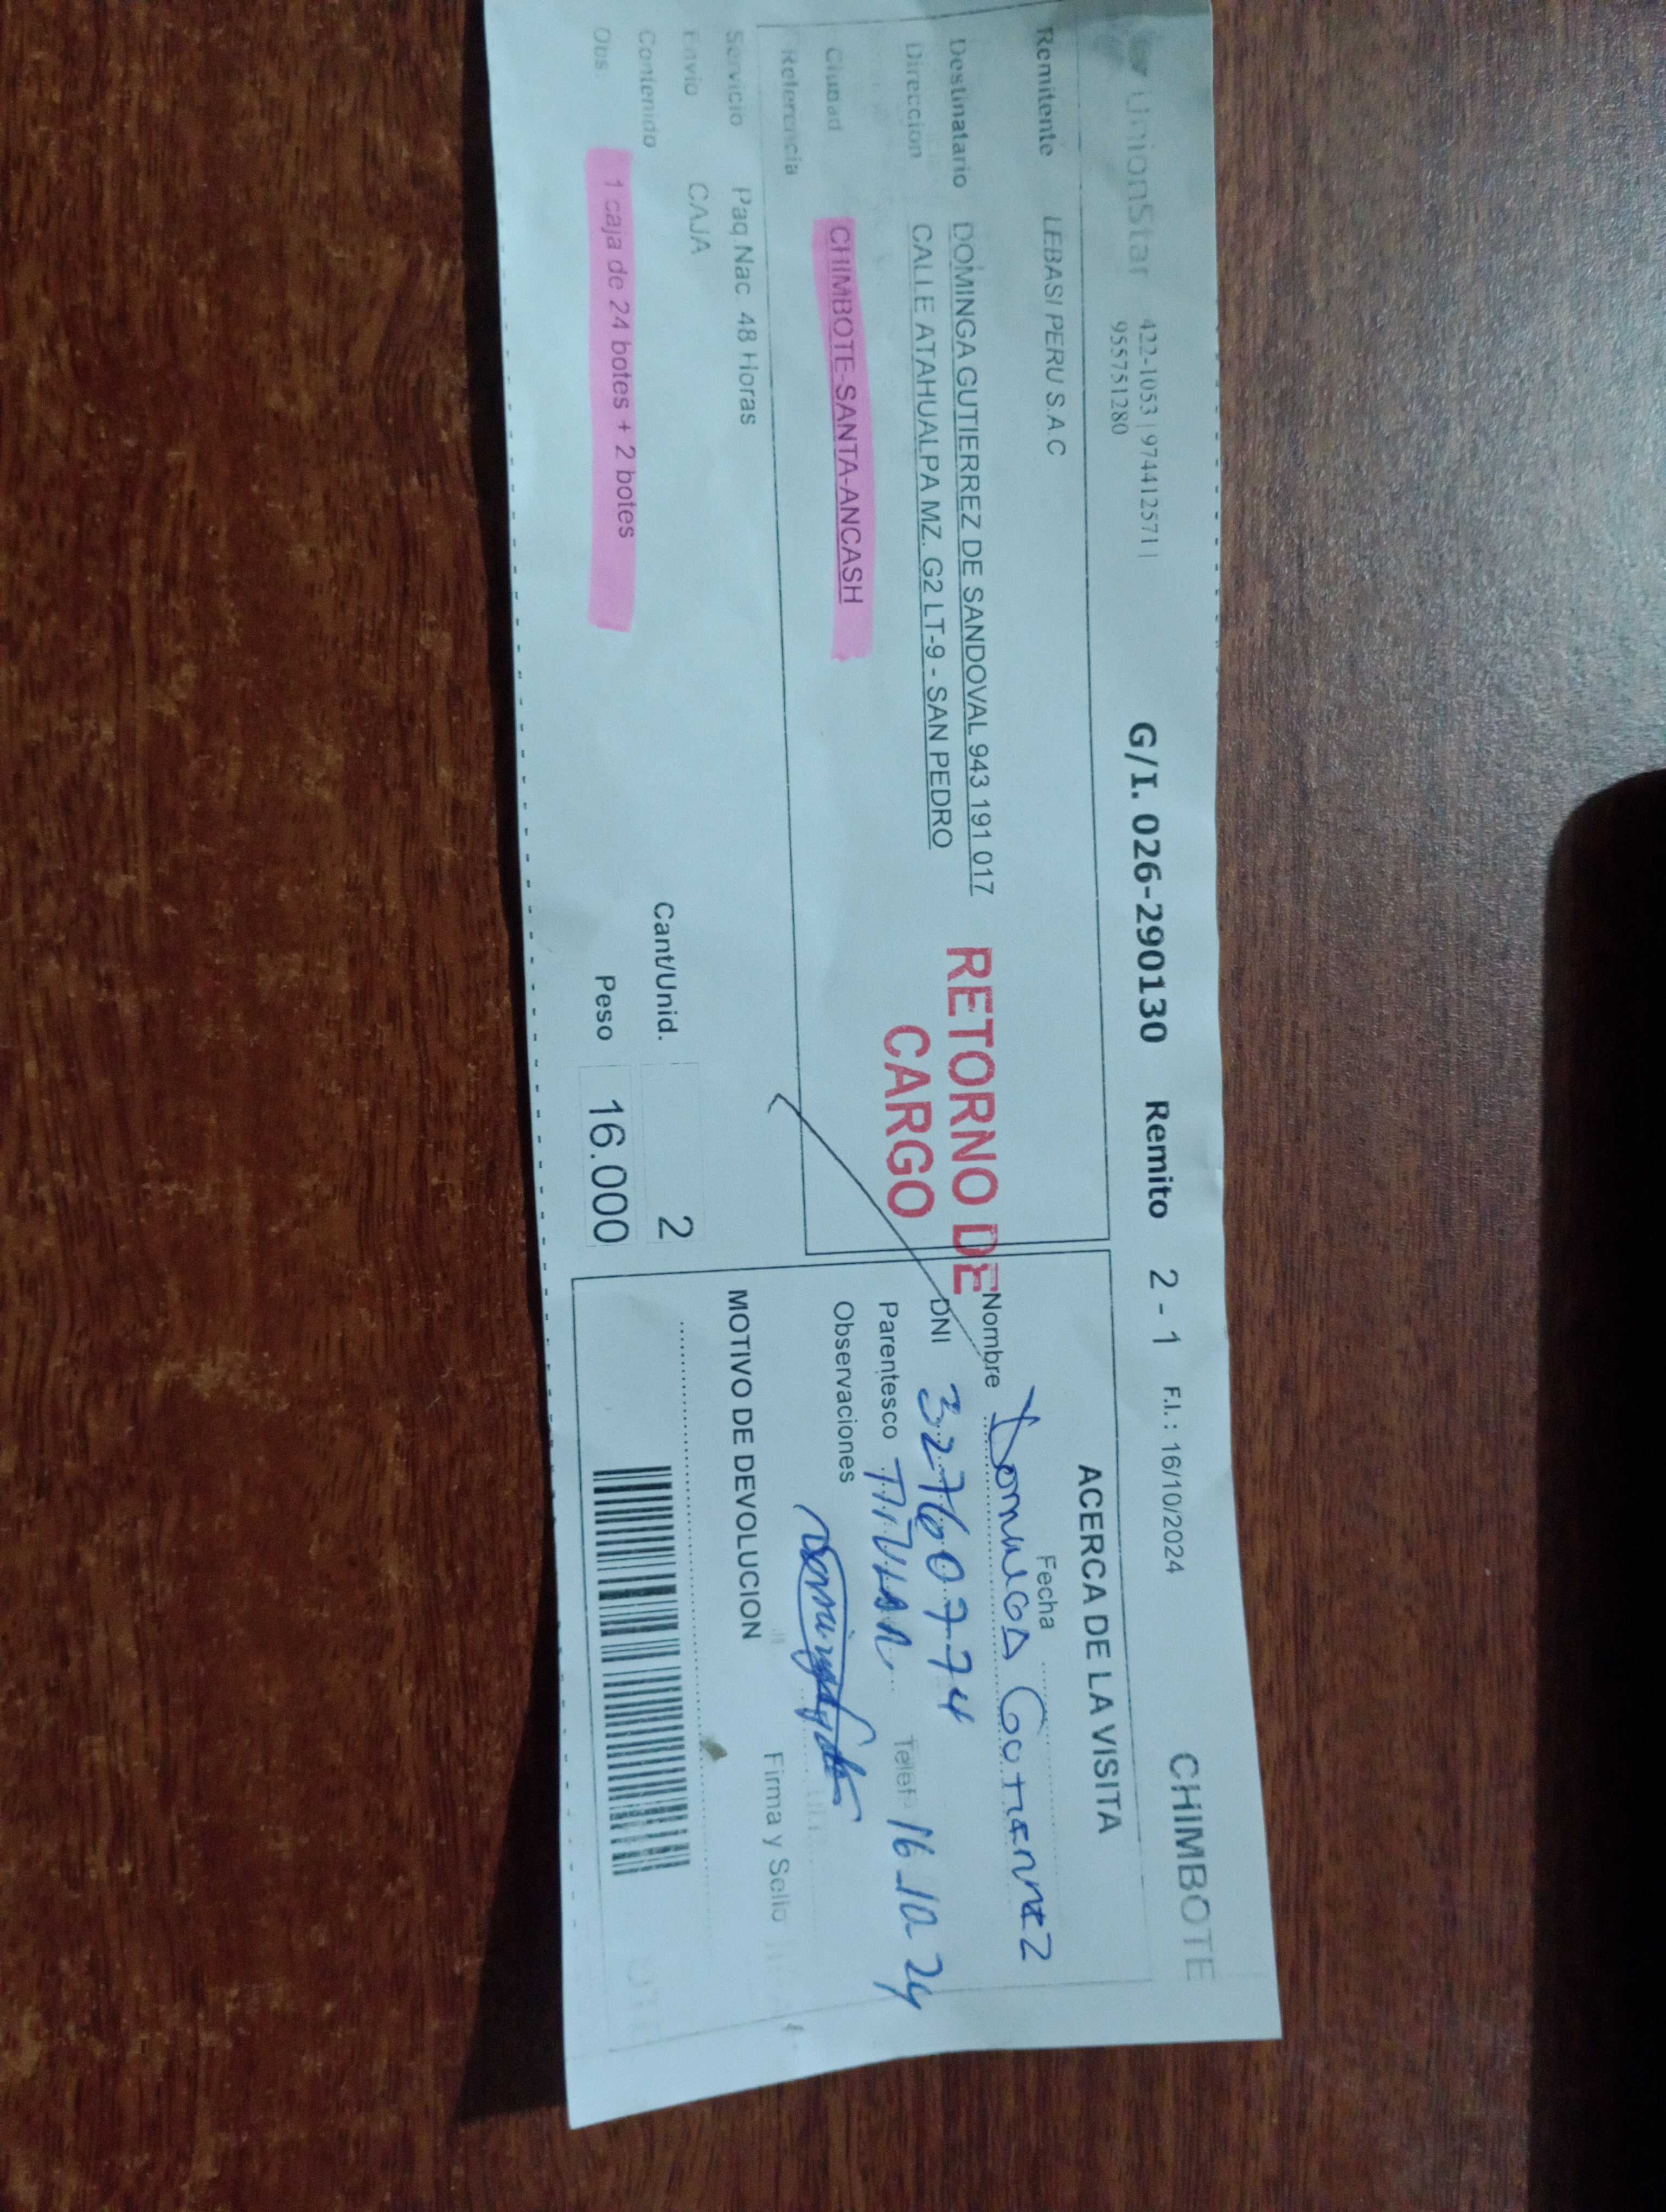 UnionStar 422-1053 | 974412571 |
955751280
G/I. 026-290130 Remito 2 - 1 F.I. : 16/10/2024 CHIMBOTE
Remitente LEBASI PERU S.A.C
Destinatario DOMINGA GUTIERREZ DE SANDOVAL 943 191 017
Direccion CALLE ATAHUALPA MZ. G2 LT-9 - SAN PEDRO
Ciudad CHIMBOTE-SANTA-ANCASH
Referencia
RETORNO DE
CARGO
Servicio Paq Nac 48 Horas
Envio CAJA
Contenido
Obs 1 caja de 24 botes + 2 botes
Cant/Unid. 2
Peso 16.000
ACERCA DE LA VISITA
Fecha
Nombre Dominga Gutierrez
DNI 32760774
Parentesco TITULAR Telef 16-10-24
Observaciones
Firma y Sello
MOTIVO DE DEVOLUCION